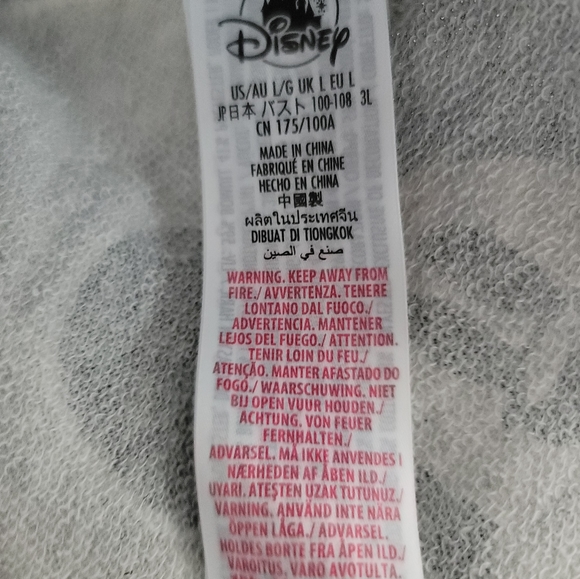 Disney
US/AU L/G UK L EU L
JP日本 バスト 100-108 3L
CN 175/100A
MADE IN CHINA
FABRIQUÉ EN CHINE
HECHO EN CHINA
中國製
ผลิตในประเทศจีน
DIBUAT DI TIONGKOK
صنع في الصين
WARNING. KEEP AWAY FROM
FIRE./ AVVERTENZA. TENERE
LONTANO DAL FUOCO./
ADVERTENCIA. MANTENER
LEJOS DEL FUEGO./ ATTENTION.
TENIR LOIN DU FEU./
ATENÇÃO. MANTER AFASTADO DO
FOGO./ WAARSCHUWING. NIET
BIJ OPEN VUUR HOUDEN./
ACHTUNG. VON FEUER
FERNHALTEN./
ADVARSEL. MÅ IKKE ANVENDES I
NÆRHEDEN AF ÅBEN ILD./
UYARI. ATEŞTEN UZAK TUTUNUZ./
VARNING. ANVÄND INTE NÄRA
ÖPPEN LÅGA./ ADVARSEL.
HOLDES BORTE FRA ÅPEN ILD./
VAROITUS. VARO AVOTULTA.